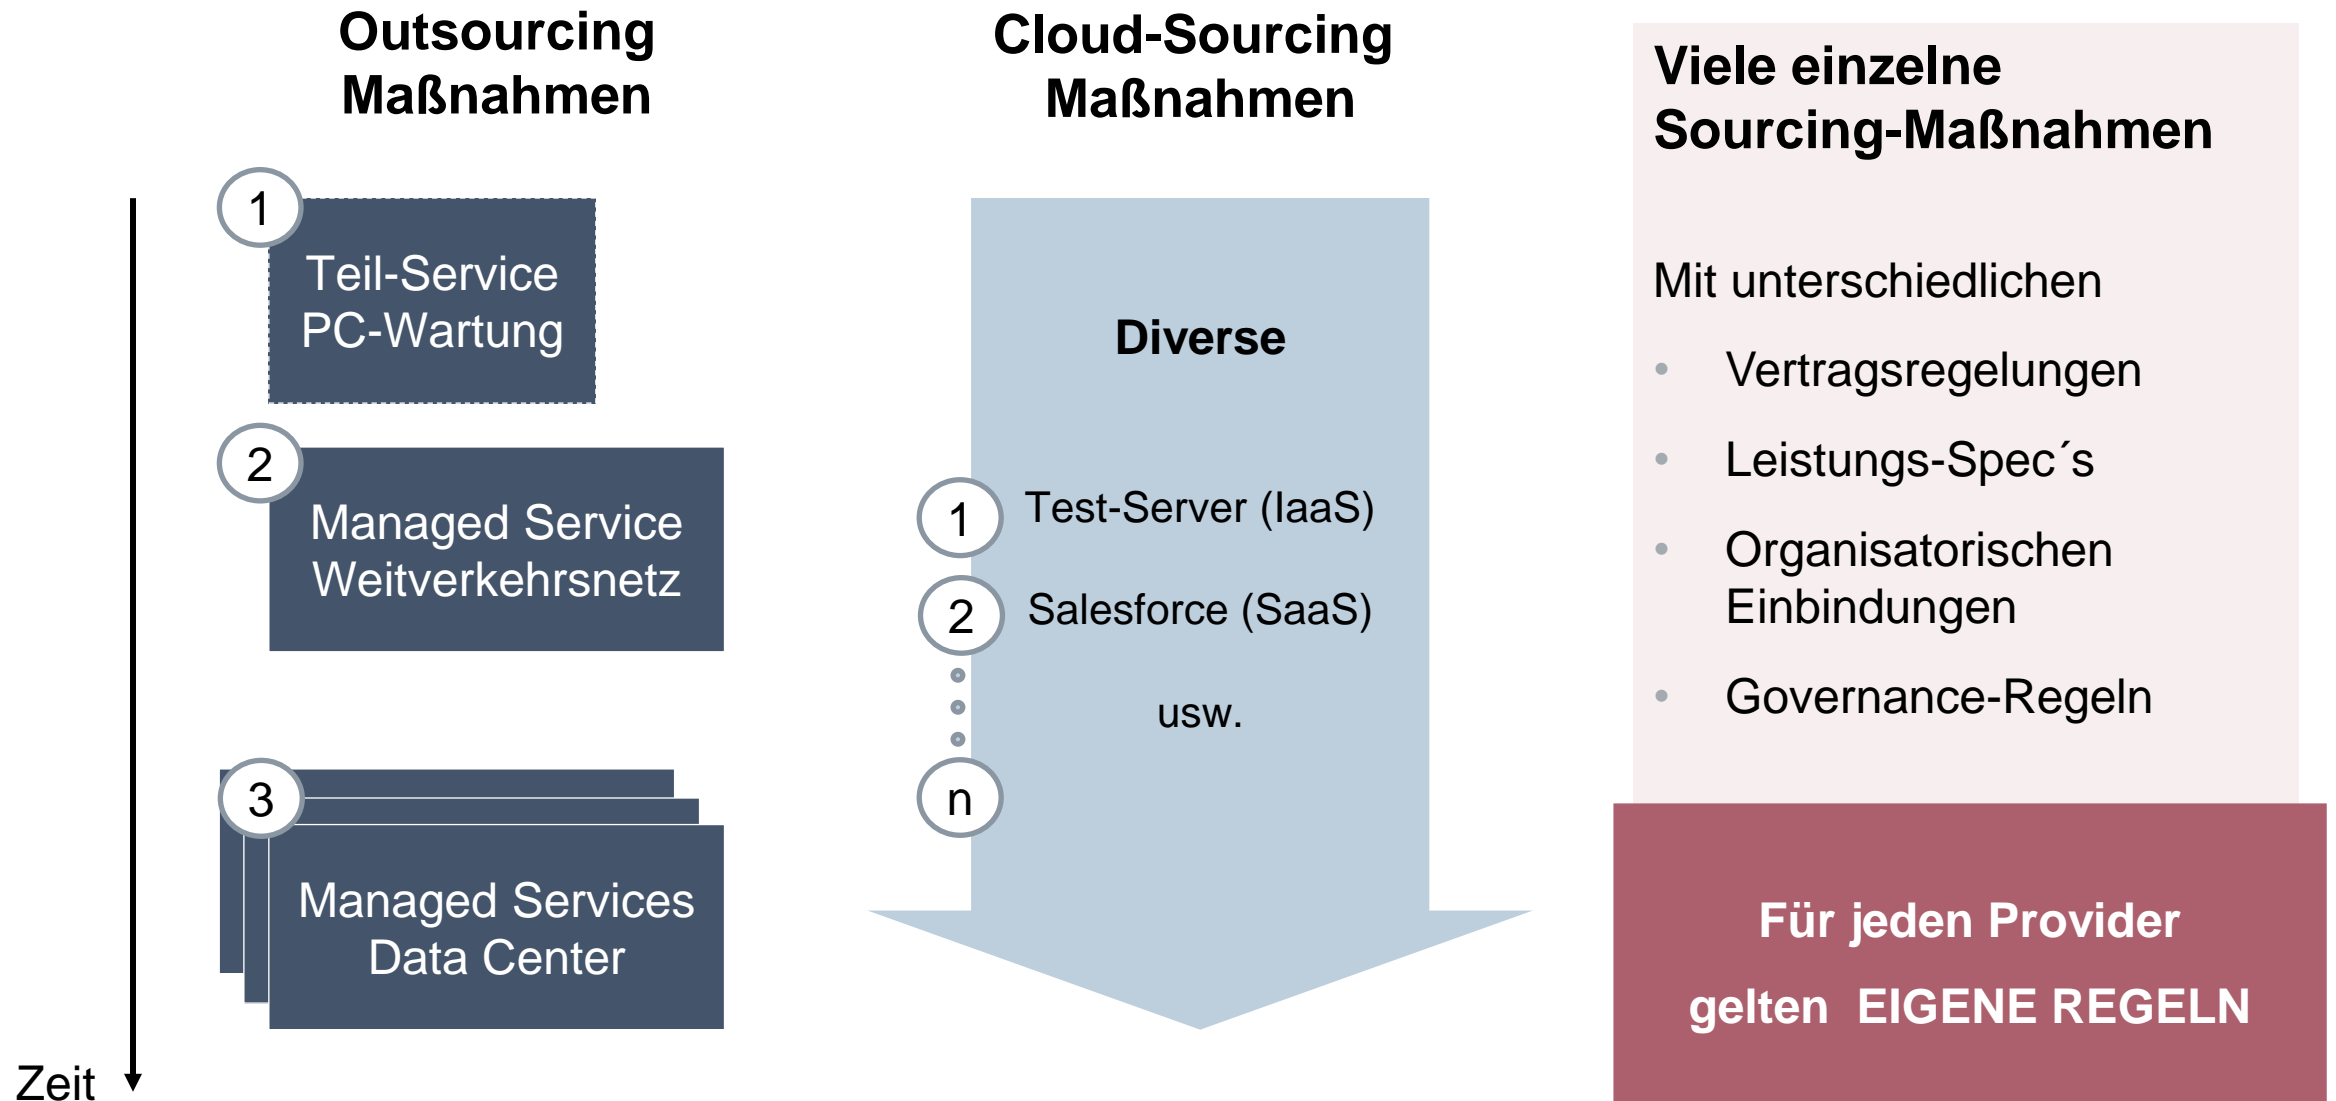 Outsourcing
Maßnahmen
1
Teil-Service
PC-Wartung
2
Managed Service
Weitverkehrsnetz
3
Managed Services
Data Center
Zeit
Cloud-Sourcing
Maßnahmen
Diverse
1
Test-Server (IaaS)
2
Salesforce (SaaS)
usw.
n
Viele einzelne
Sourcing-Maßnahmen
Mit unterschiedlichen
• Vertragsregelungen
• Leistungs-Spec´s
• Organisatorischen
Einbindungen
• Governance-Regeln
Für jeden Provider
gelten  EIGENE REGELN